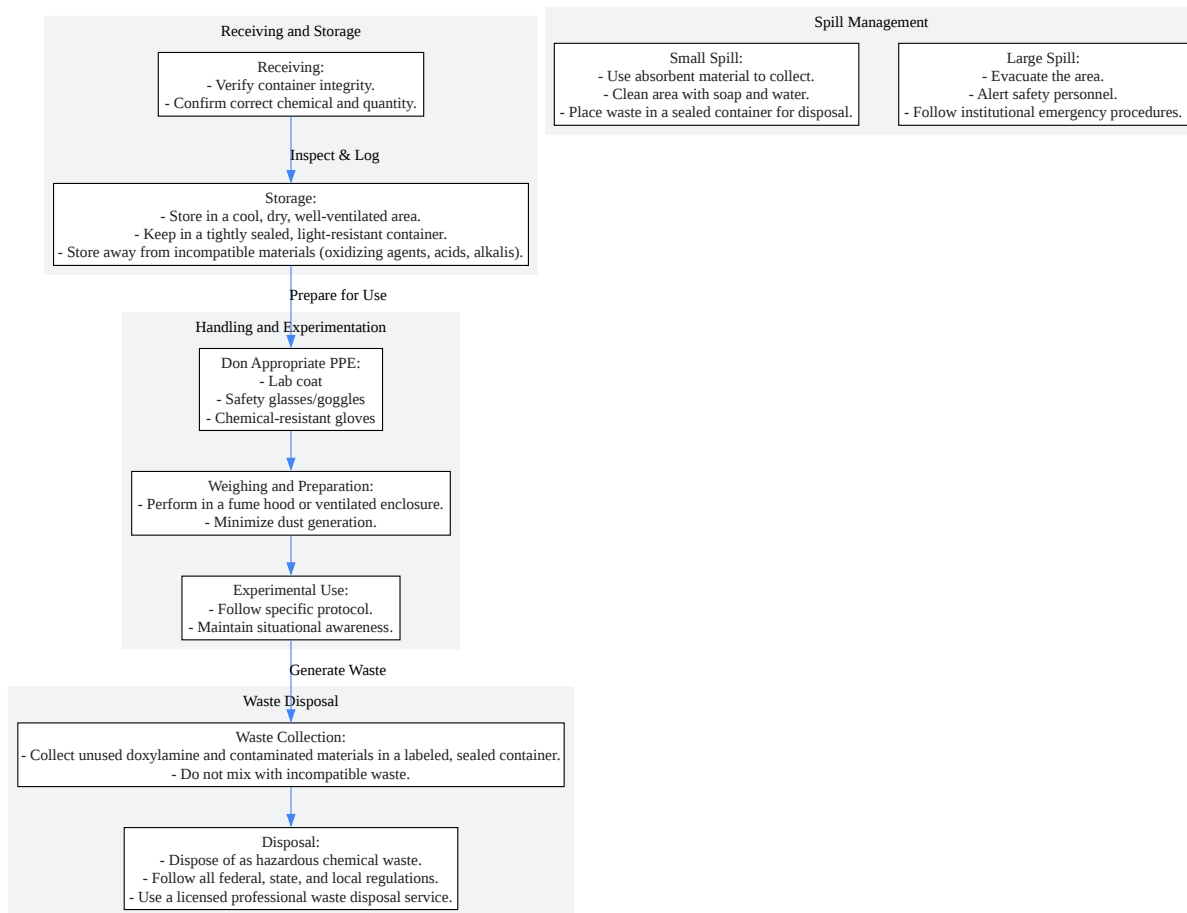 Receiving and Storage
Receiving:
- Verify container integrity.
- Confirm correct chemical and quantity.
Inspect & Log
Storage:
- Store in a cool, dry, well-ventilated area.
- Keep in a tightly sealed, light-resistant container.
- Store away from incompatible materials (oxidizing agents, acids, alkalis).
Prepare for Use
Handling and Experimentation
Don Appropriate PPE:
- Lab coat
- Safety glasses/goggles
- Chemical-resistant gloves
Weighing and Preparation:
- Perform in a fume hood or ventilated enclosure.
- Minimize dust generation.
Experimental Use:
- Follow specific protocol.
- Maintain situational awareness.
Generate Waste
Waste Disposal
Waste Collection:
- Collect unused doxylamine and contaminated materials in a labeled, sealed container.
- Do not mix with incompatible waste.
Disposal:
- Dispose of as hazardous chemical waste.
- Follow all federal, state, and local regulations.
- Use a licensed professional waste disposal service.
Spill Management
Small Spill:
- Use absorbent material to collect.
- Clean area with soap and water.
- Place waste in a sealed container for disposal.
Large Spill:
- Evacuate the area.
- Alert safety personnel.
- Follow institutional emergency procedures.